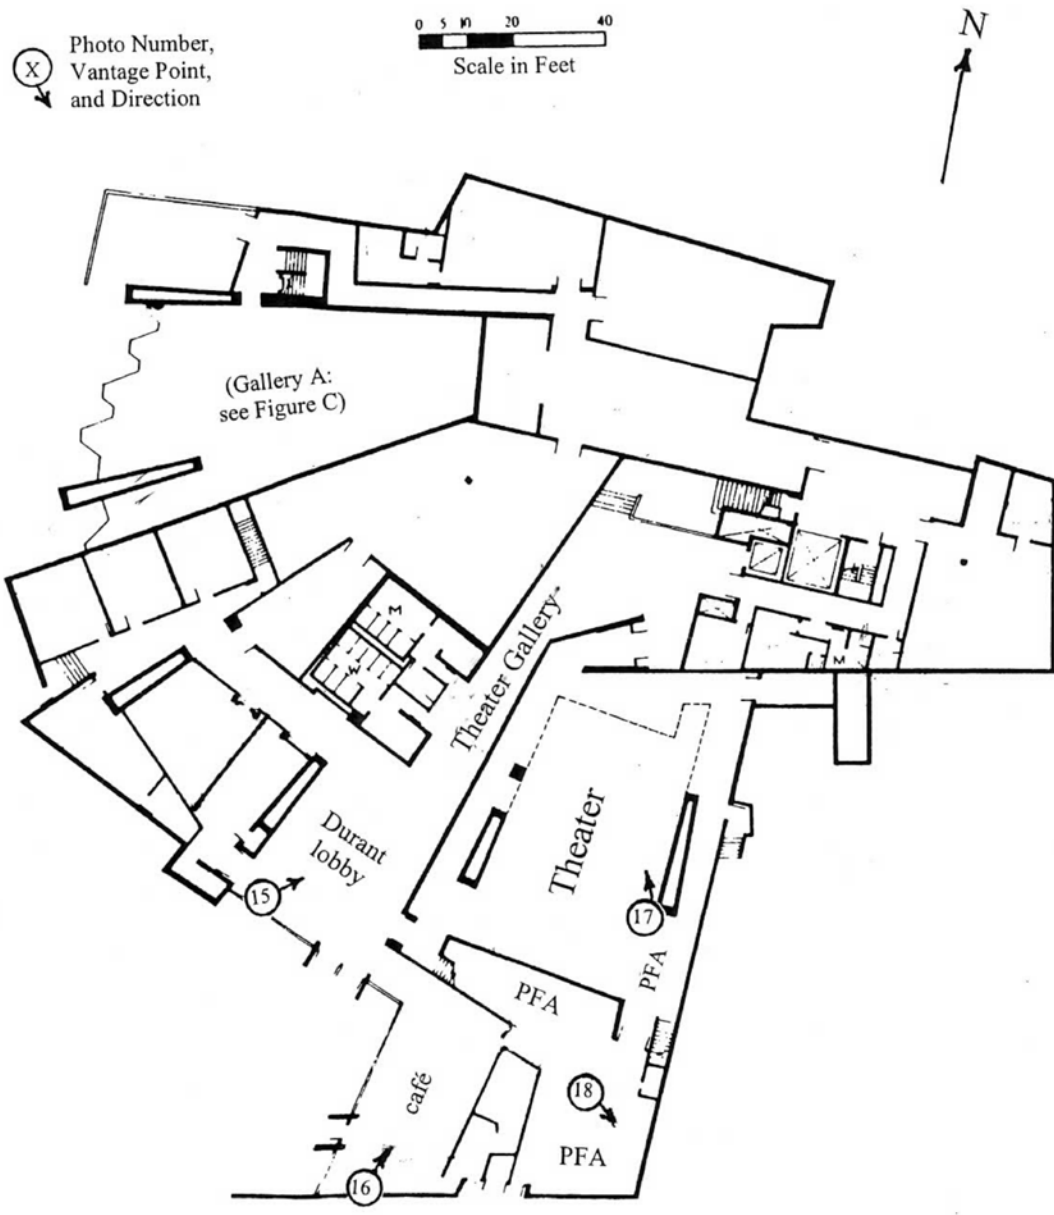 X
Photo Number,
Vantage Point,
and Direction
0 5 10 20 40
Scale in Feet
N
(Gallery A:
see Figure C)
M
W
Theater Gallery
M
Theater
Durant
lobby
15
17
PFA
PFA
café
18
PFA
16